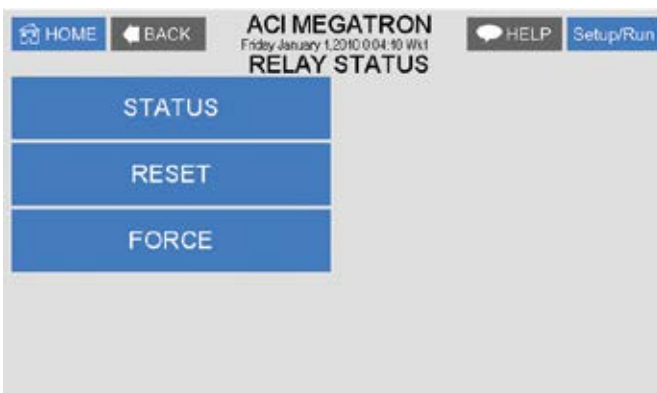 HOME BACK ACI MEGATRON HELP Setup/Run
Friday January 1,2010 0:04:10 Wk1
RELAY STATUS
STATUS
RESET
FORCE